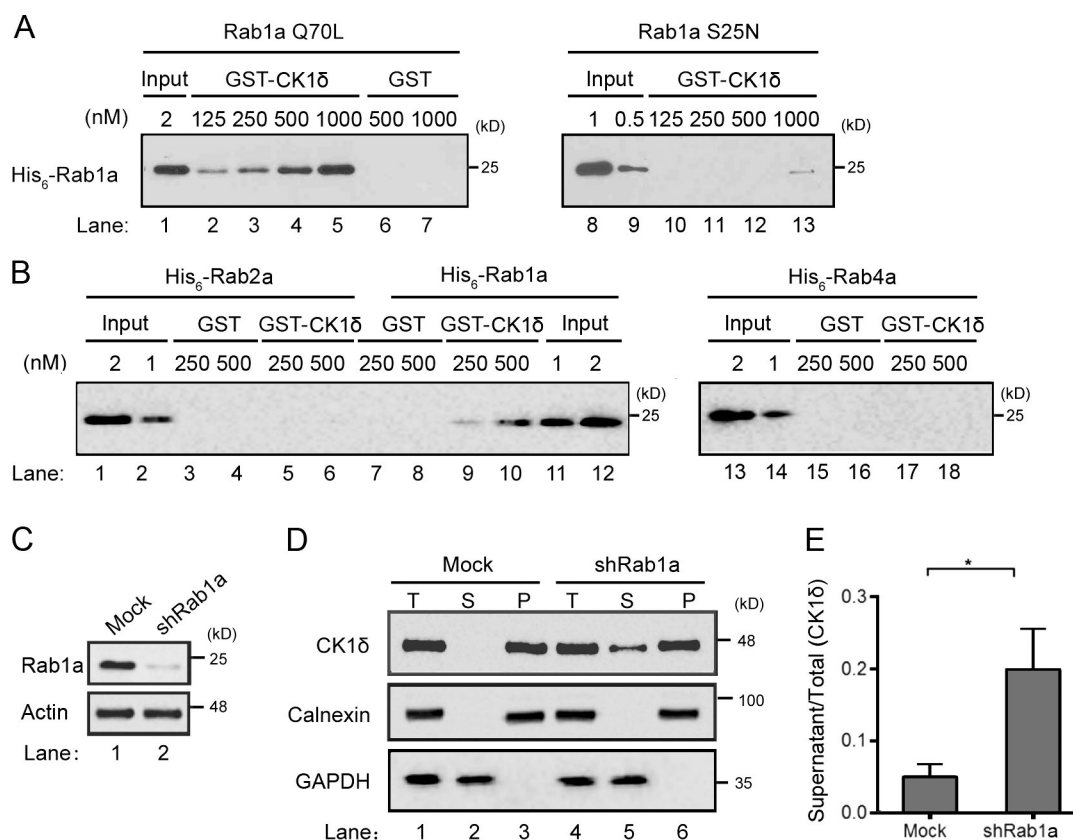 A
Rab1a Q70L
Rab1a S25N
Input GST-CK1δ GST
Input GST-CK1δ
(nM) 2 125 250 500 1000 500 1000 (kD)
1 0.5 125 250 500 1000 (kD)
His6-Rab1a
25
25
Lane: 1 2 3 4 5 6 7
8 9 10 11 12 13
B
His6-Rab2a His6-Rab1a His6-Rab4a
Input GST GST-CK1δ GST GST-CK1δ Input
Input GST GST-CK1δ
(nM) 2 1 250 500 250 500 250 500 250 500 1 2 (kD)
2 1 250 500 250 500 (kD)
25
25
Lane: 1 2 3 4 5 6 7 8 9 10 11 12
13 14 15 16 17 18
C
Mock shRab1a
(kD)
Rab1a 25
Actin 48
Lane: 1 2
D
Mock shRab1a
T S P T S P (kD)
CK1δ 48
Calnexin 100
GAPDH 35
Lane: 1 2 3 4 5 6
E
*
Supernatant/Total (CK1δ)
0.3
0.2
0.1
0.0
Mock shRab1a